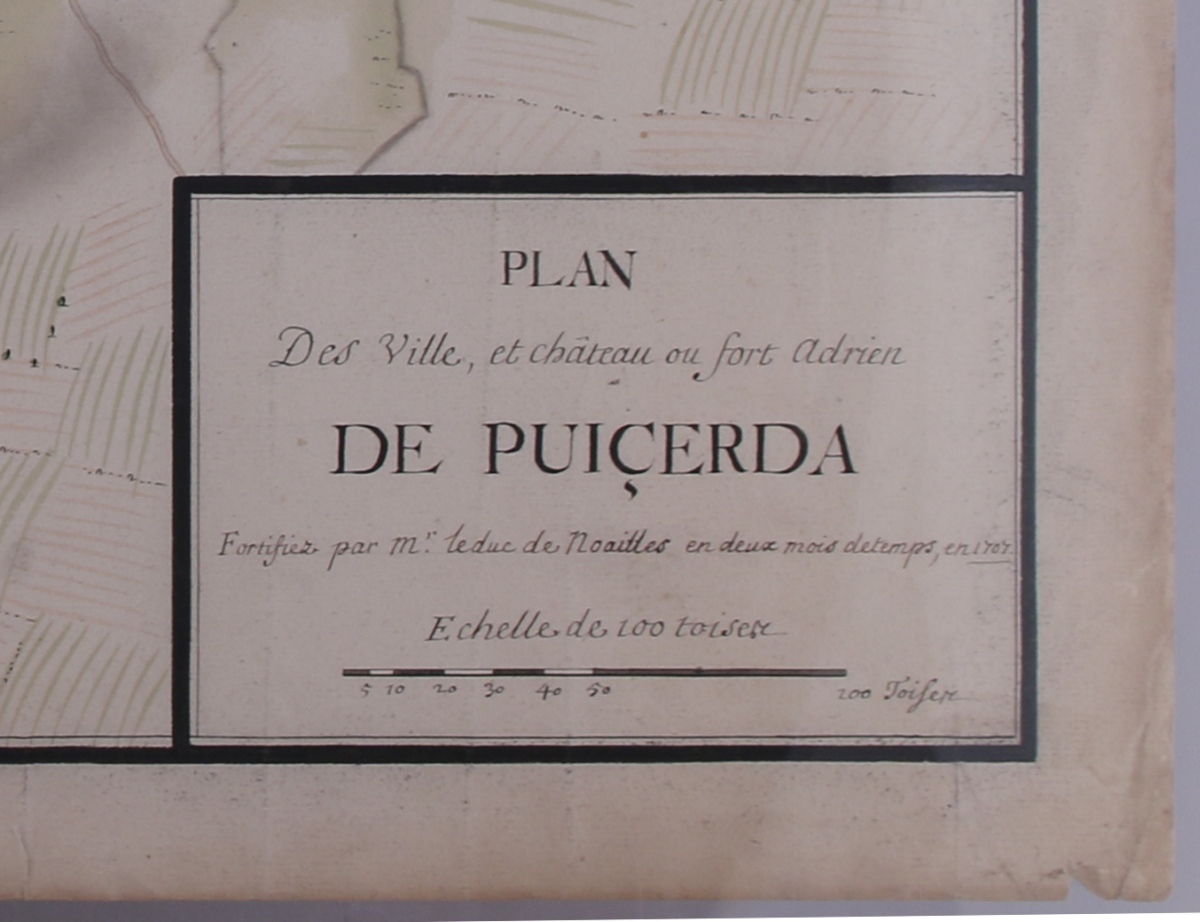 PLAN
Des Ville, et château ou fort Adrien
DE PUIÇERDA
Fortifiez par Mr. le duc de Noailles en deux mois de temps, en 1707.
Echelle de 100 toises
5 10 20 30 40 50 100 Toises